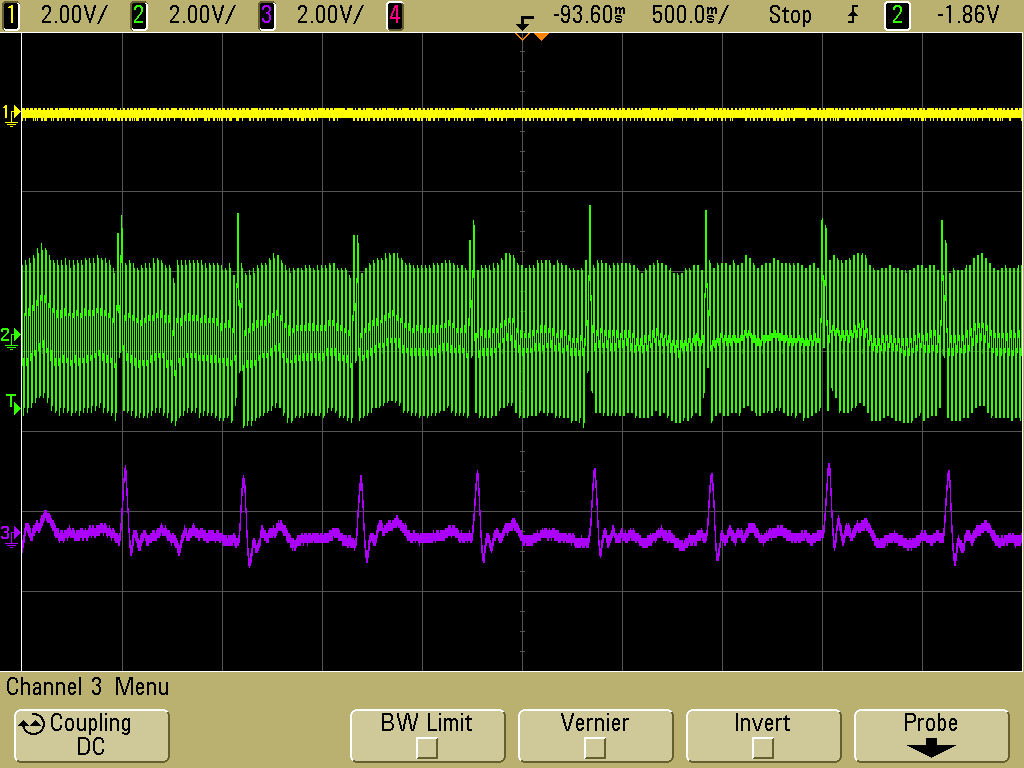 1 2.00V/ 2 2.00V/ 3 2.00V/ 4 -93.60ms 500.0ms/ Stop 2 -1.86V
1
2
T
3
Channel 3 Menu
Coupling DC BW Limit Vernier Invert Probe